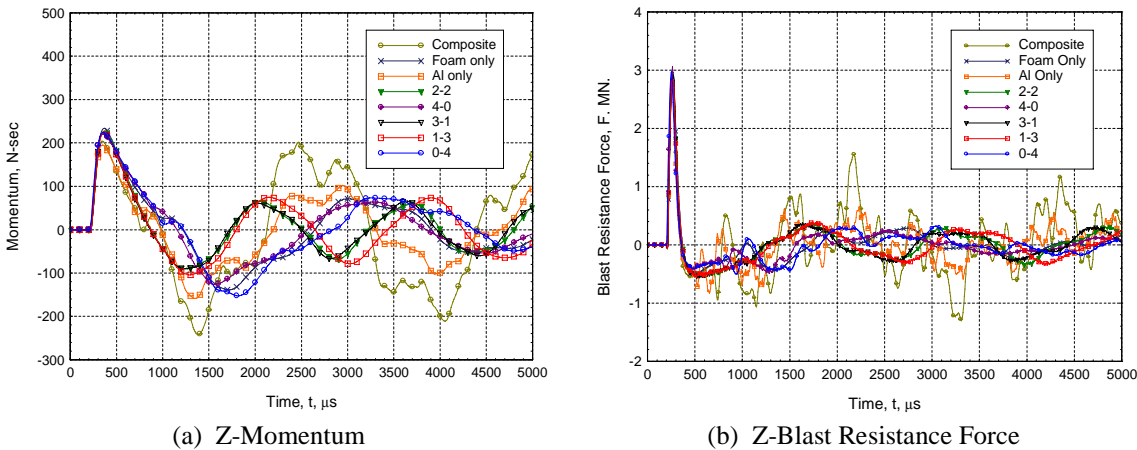 500
400
300
200
100
0
-100
-200
-300
Momentum, N-sec
0 500 1000 1500 2000 2500 3000 3500 4000 4500 5000
Time, t, μs
Composite
Foam only
Al only
2-2
4-0
3-1
1-3
0-4
(a) Z-Momentum
4
3
2
1
0
-1
-2
Blast Resistance Force, F. MN.
0 500 1000 1500 2000 2500 3000 3500 4000 4500 5000
Time, t, μs
Composite
Foam Only
Al Only
2-2
4-0
3-1
1-3
0-4
(b) Z-Blast Resistance Force